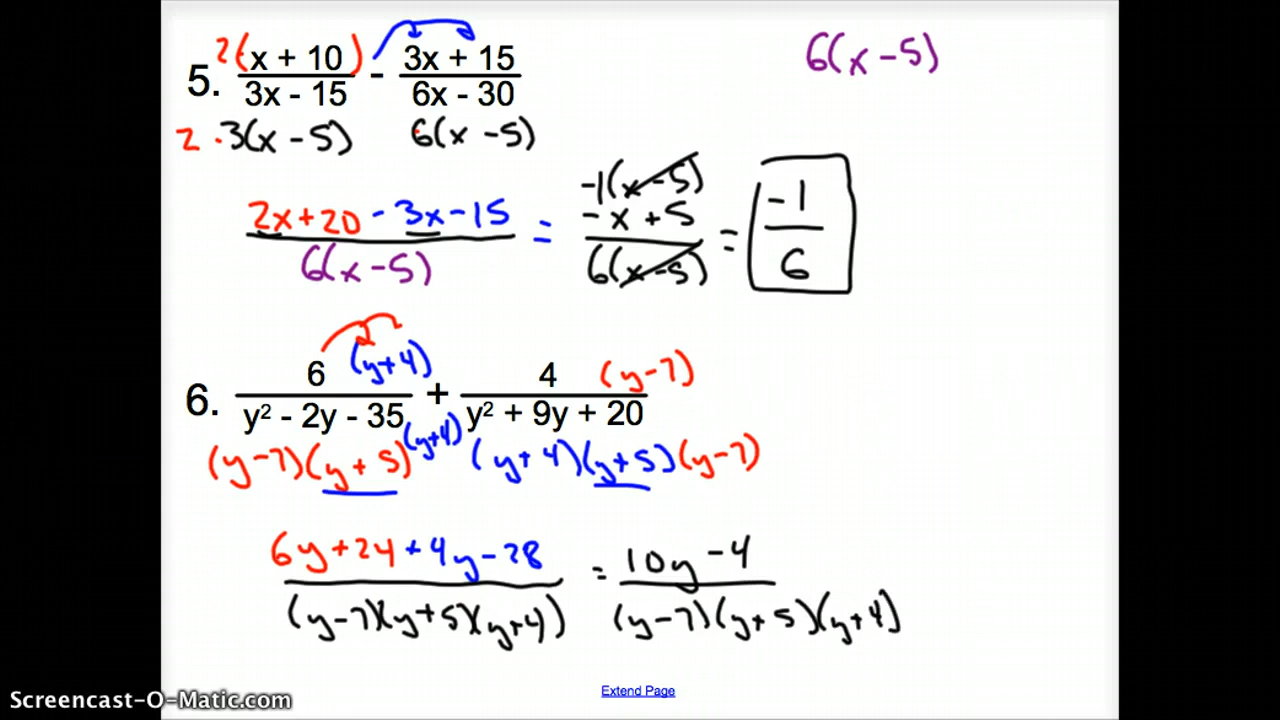 2(x + 10) - 3x + 15 6(x - 5)
5. 3x - 15 6x - 30
2 · 3(x - 5) 6(x - 5)
-1(x - 5)
2x + 20 - 3x - 15 = -x + 5 = -1
6(x - 5) 6(x - 5) 6
6 (y+4) + 4 (y-7)
6. y² - 2y - 35 (y+4) y² + 9y + 20
(y-7)(y+5) (y+4)(y+5)(y-7)
6y + 24 + 4y - 28 = 10y - 4
(y-7)(y+5)(y+4) (y-7)(y+5)(y+4)
Extend Page
Screencast-O-Matic.com